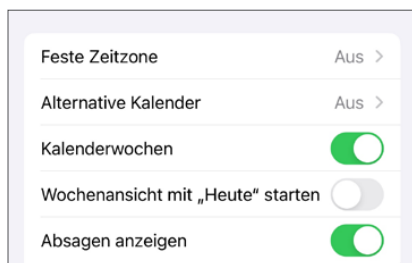 Feste Zeitzone Aus >
Alternative Kalender Aus >
Kalenderwochen
Wochenansicht mit „Heute“ starten
Absagen anzeigen